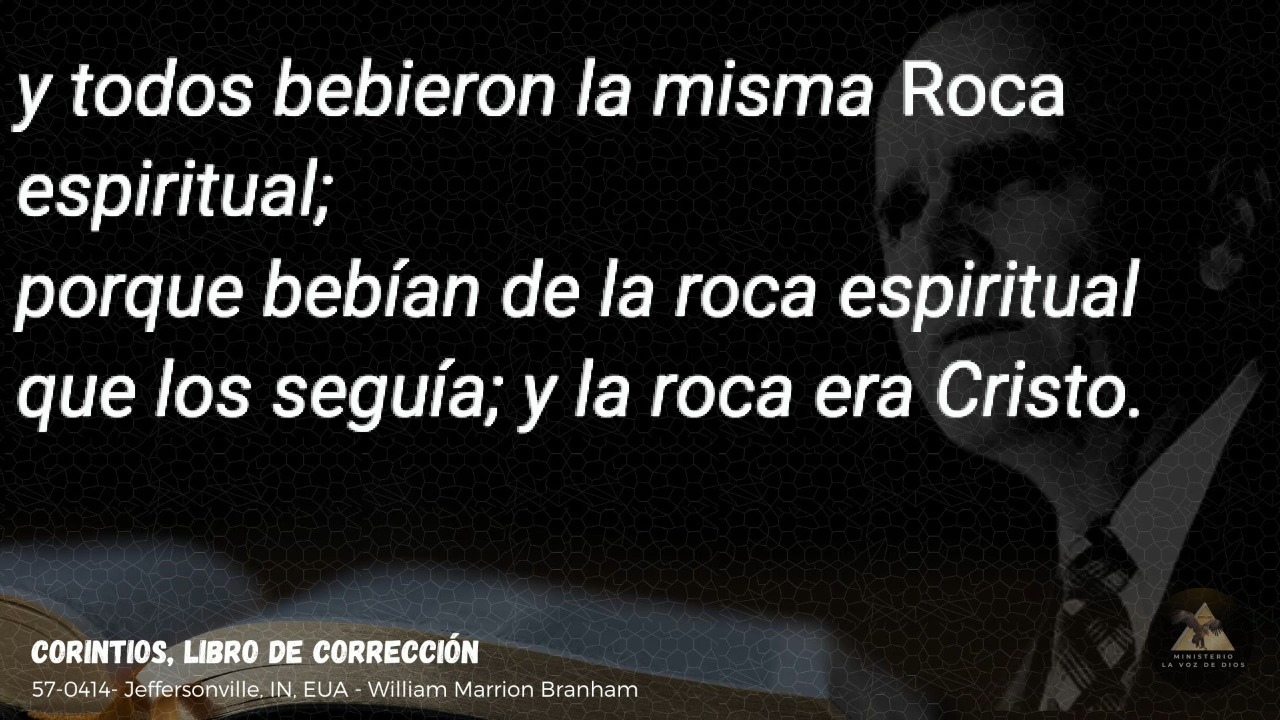 y todos bebieron la misma Roca
espiritual;
porque bebían de la roca espiritual
que los seguía; y la roca era Cristo.
CORINTIOS, LIBRO DE CORRECCIÓN
57-0414- Jeffersonville, IN, EUA - William Marrion Branham
MINISTERIO
LA VOZ DE DIOS